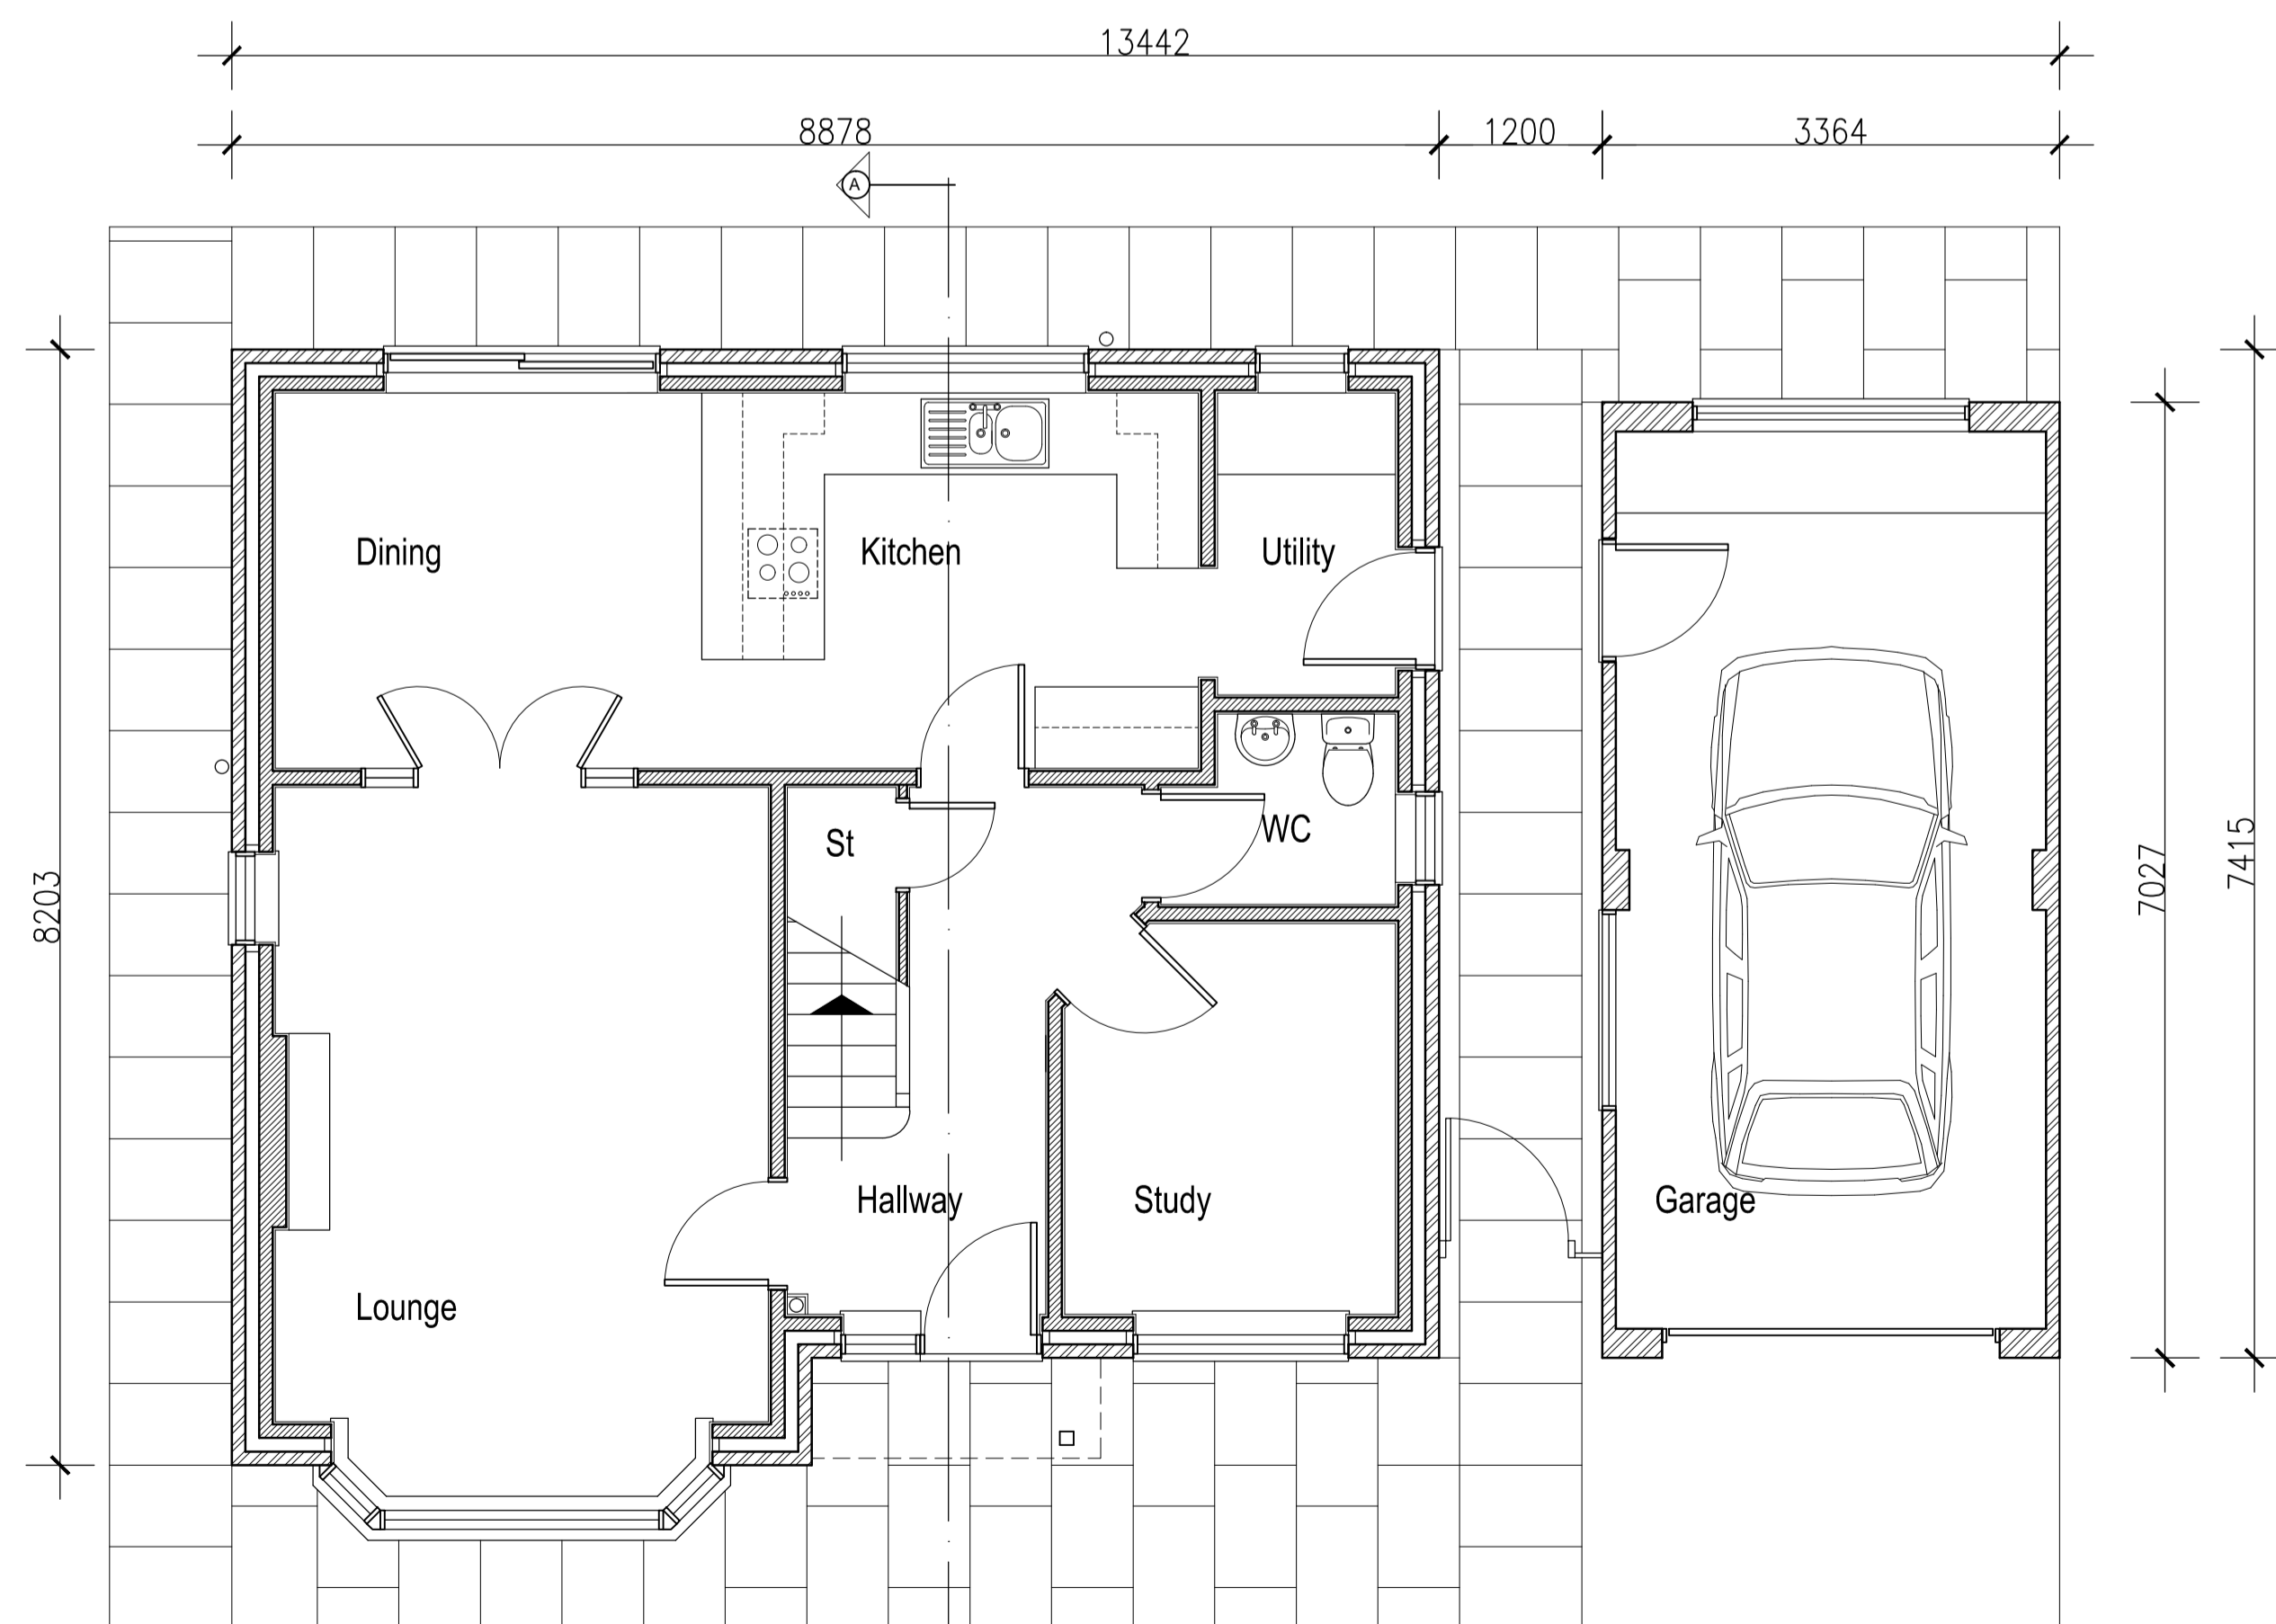 13442
8878
1200
3364
A
Dining
Kitchen
Utility
St
WC
8203
7027
7415
Hallway
Study
Garage
Lounge